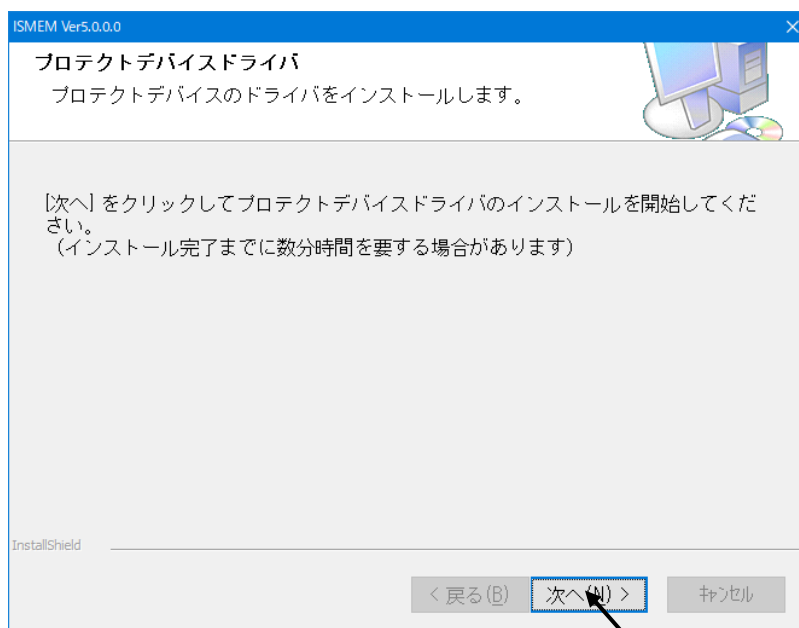 ISMEM Ver5.0.0.0
プロテクトデバイスドライバ
プロテクトデバイスのドライバをインストールします。
[次へ] をクリックしてプロテクトデバイスドライバのインストールを開始してくだ
さい。
（インストール完了までに数分時間を要する場合があります）
InstallShield
< 戻る(B)
次へ(N) >
キャンセル